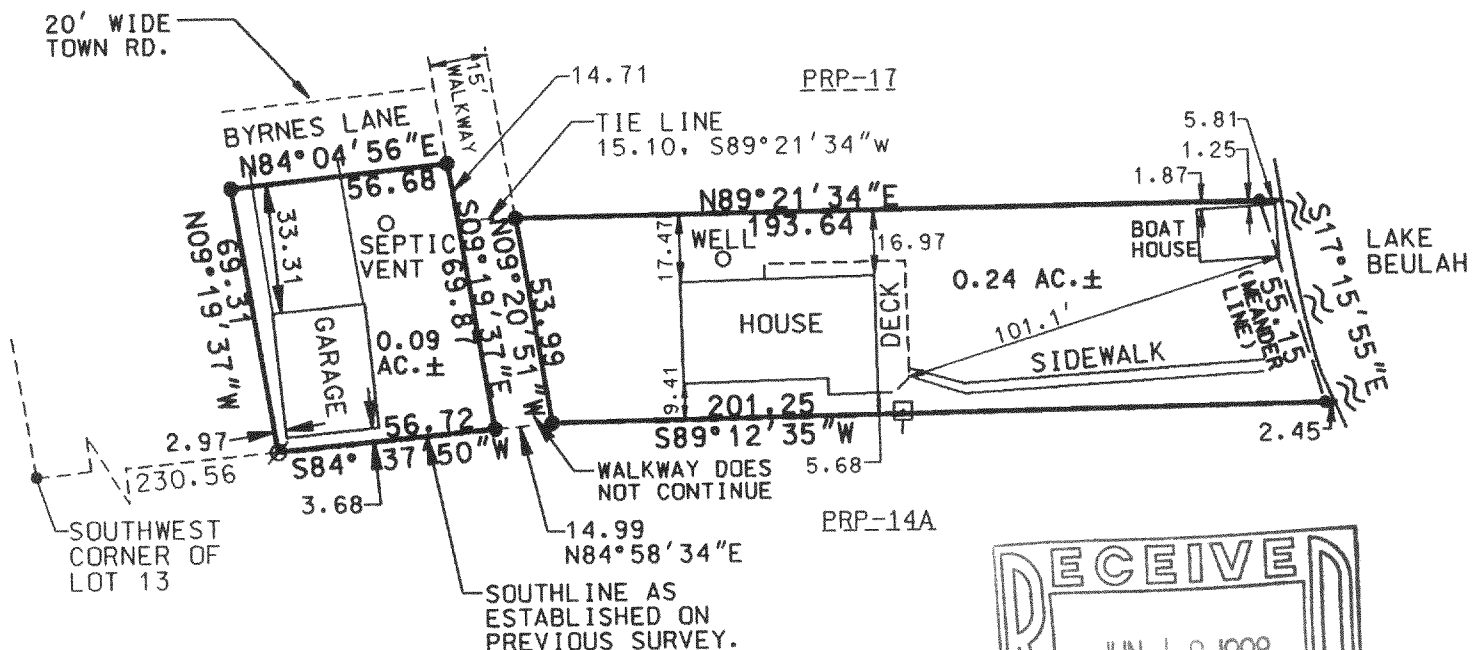 20' WIDE
TOWN RD.
15'
WALKWAY
14.71
PRP-17
TIE LINE
15.10, S89°21'34"W
5.81
1.25
1.87
BYRNES LANE
N84°04'56"E
56.68
N89°21'34"E
193.64
33.31
SEPTIC
VENT
17.47
WELL
16.97
BOAT
HOUSE
LAKE
BEULAH
N09°19'37"W
69.31
S09°19'37"E
69.87
N09°20'51"W
53.99
0.24 AC.±
S17°15'55"E
55.15
(MEANDER
LINE)
GARAGE
0.09
AC.±
HOUSE
DECK
101.1'
SIDEWALK
9.41
56.72
S84°37'50"W
201.25
S89°12'35"W
2.97
230.56
3.68
5.68
2.45
WALKWAY DOES
NOT CONTINUE
SOUTHWEST
CORNER OF
LOT 13
14.99
N84°58'34"E
PRP-14A
SOUTHLINE AS
ESTABLISHED ON
PREVIOUS SURVEY.
RECEIVED
JUN